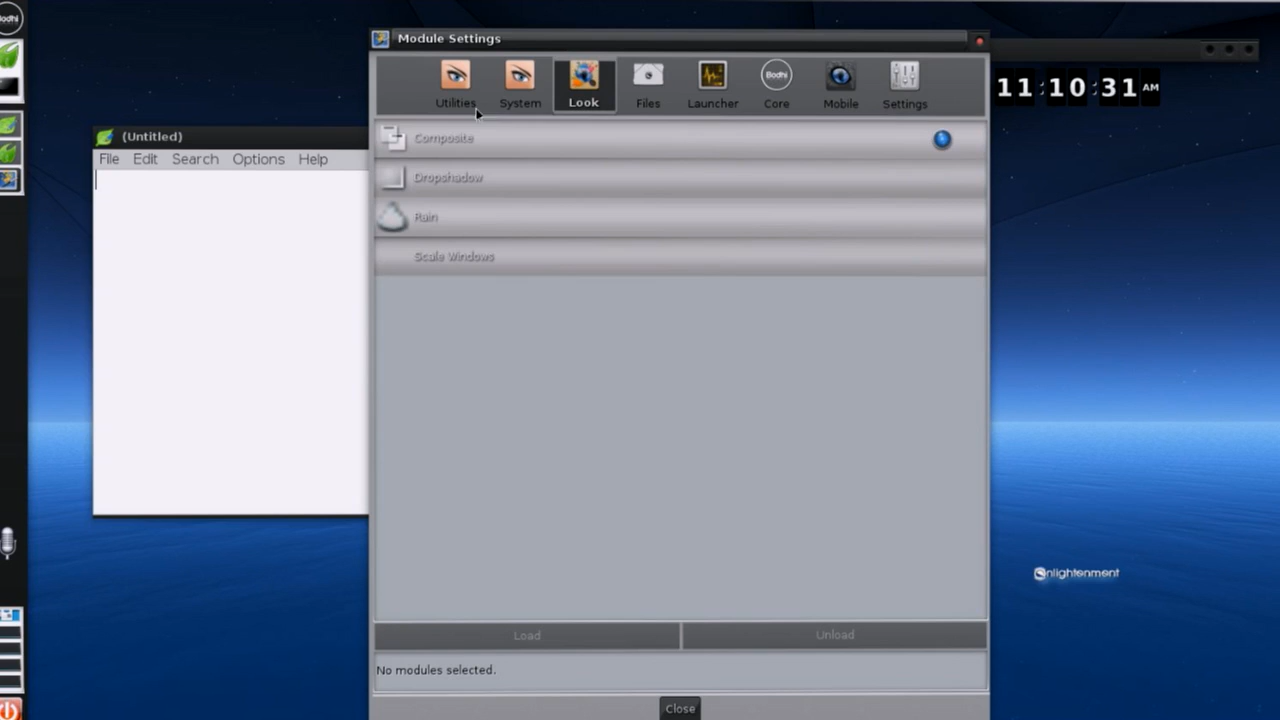 Bodhi
Module Settings
Utilities
System
Look
Files
Launcher
Bodhi
Core
Mobile
Settings
11:10:31 AM
(Untitled)
File Edit Search Options Help
Composite
Dropshadow
Rain
Scale Windows
Enlightenment
Load
Unload
No modules selected.
Close